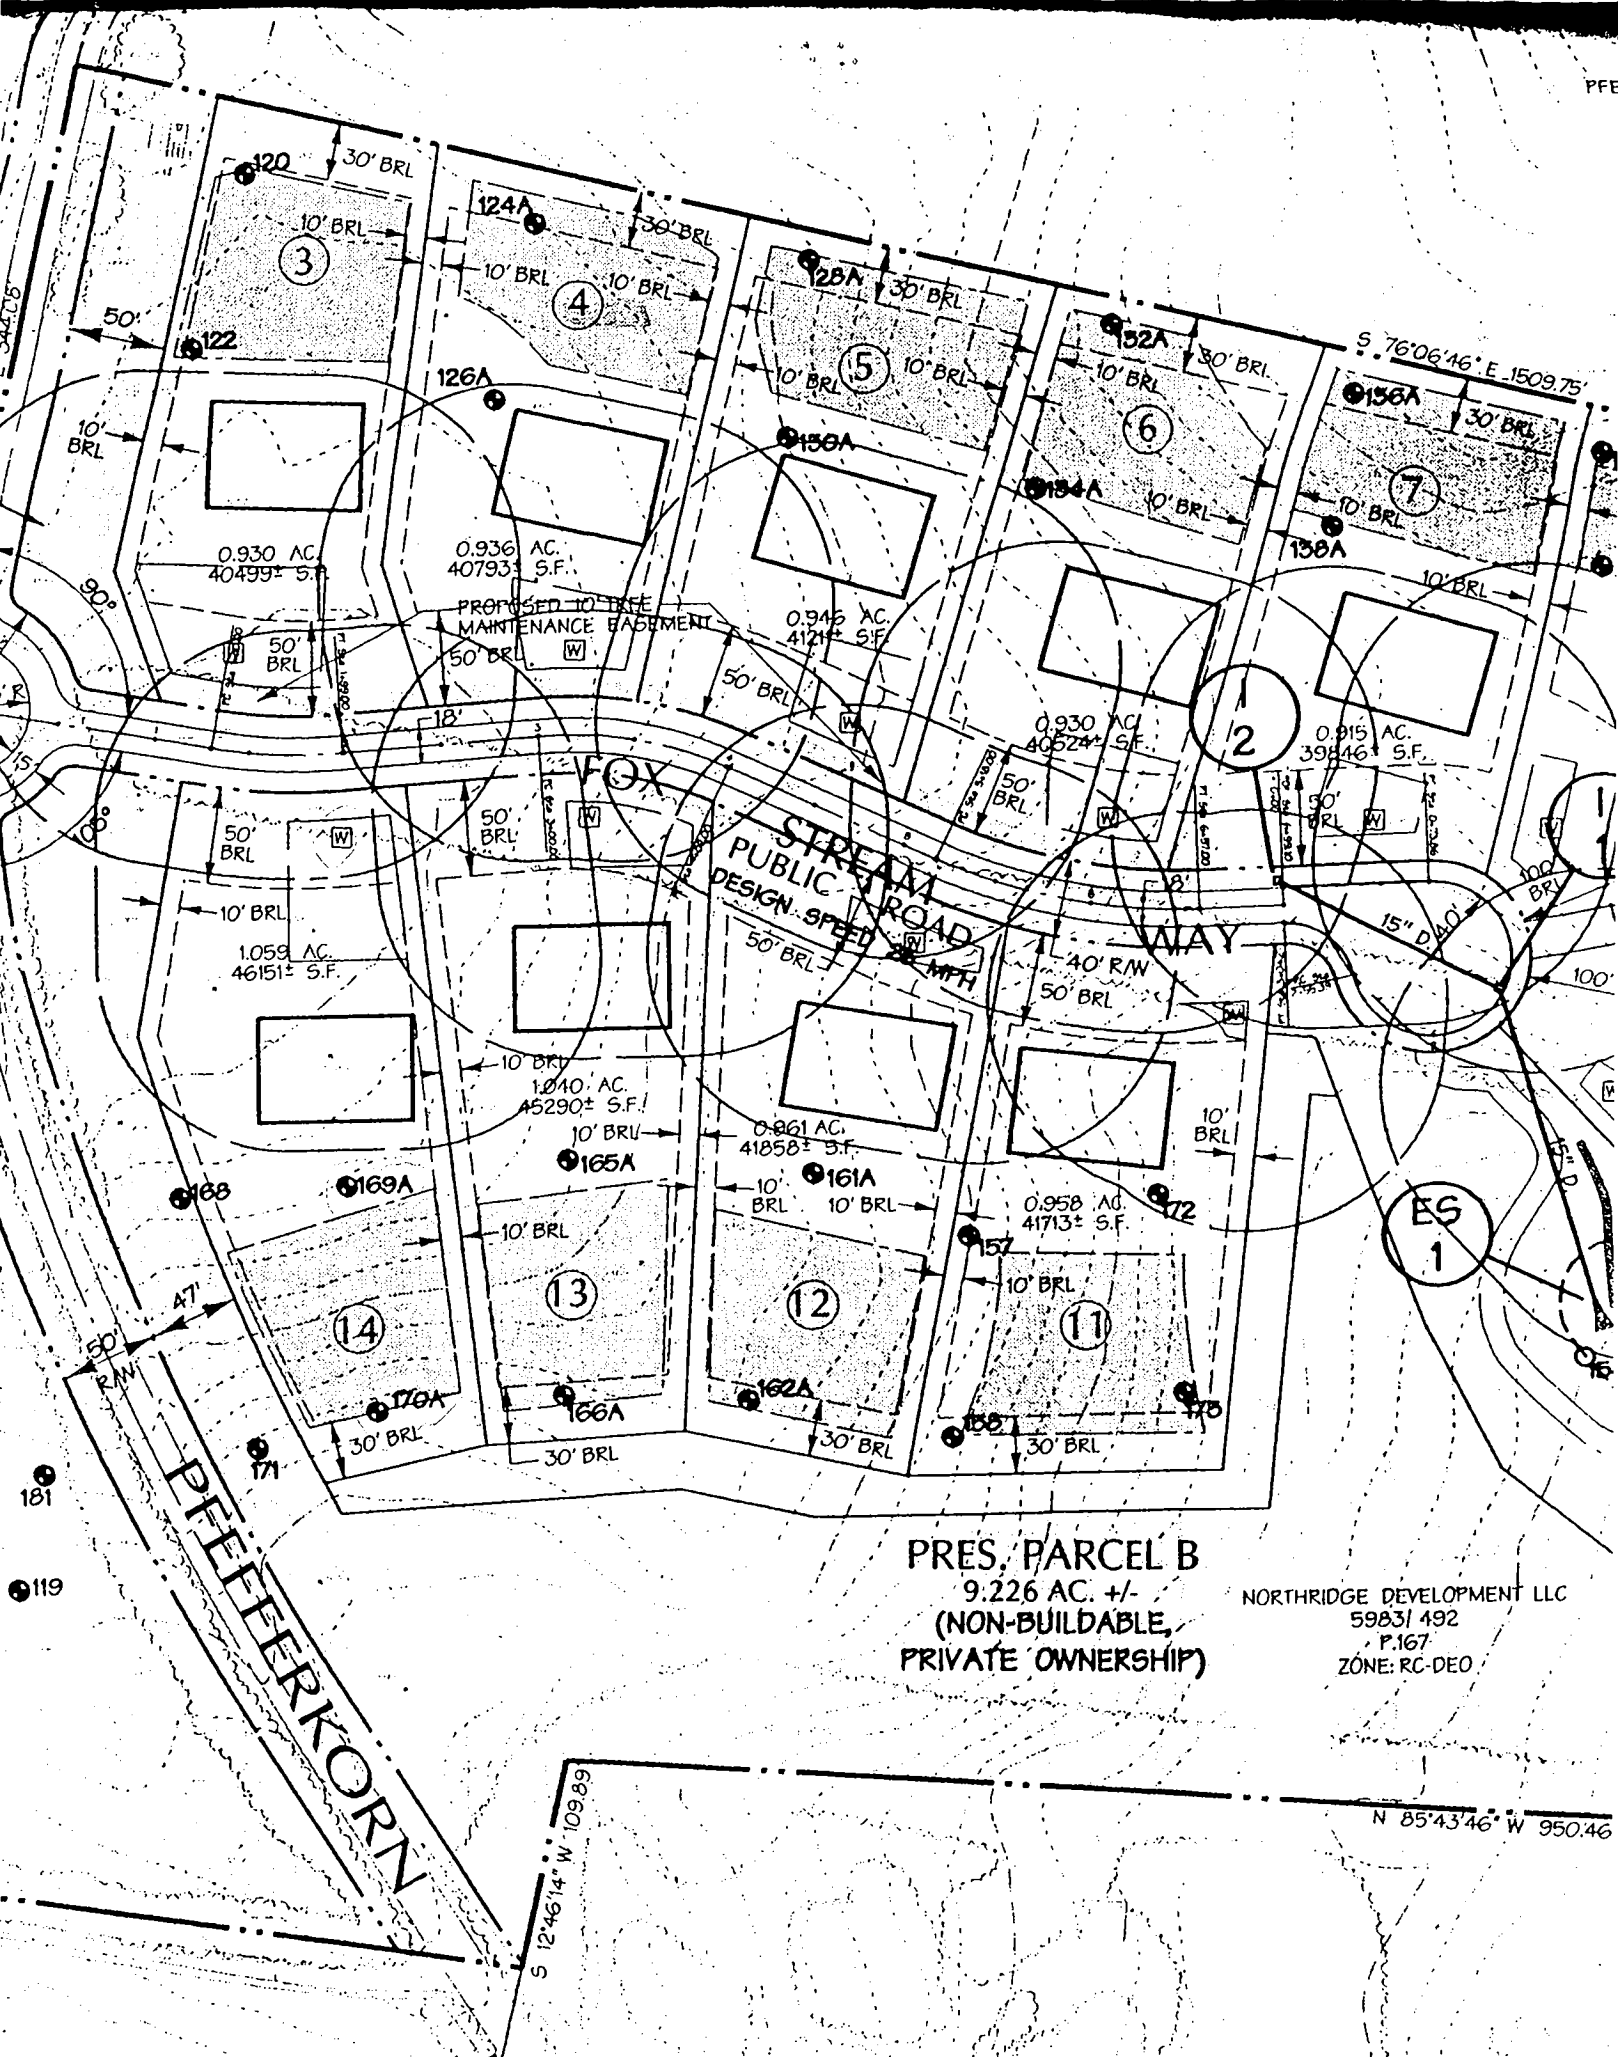 PFE
120
30' BRL
10' BRL
3
124A
30' BRL
10' BRL
10' BRL
4
128A
30' BRL
10' BRL
5
10' BRL
132A
30' BRL
10' BRL
6
10' BRL
S 76°06'46" E 1509.75'
136A
30' BRL
7
10' BRL
138A
10' BRL
50'
122
126A
130A
134A
10'
BRL
0.930 AC.
40499± S.F.
0.936 AC.
40793± S.F.
PROPOSED 10' TREE
MAINTENANCE EASEMENT
0.946 AC.
0.930 AC.
40524± S.F.
0.915 AC.
39846± S.F.
90°
W
50'
BRL
50' BRL
W
50' BRL
W
1
2
18'
15'
50'
BRL
W
50'
BRL
W
FOX
STREAM
WAY
PUBLIC ROAD
DESIGN SPEED
MPH
50'
BRL
W
50'
BRL
W
W
50' BRL
W
18'
40' R/W
50' BRL
W
15" D.
40'
100'
BRL
100'
1
W
10' BRL
1.059 AC.
46151± S.F.
10' BRL
1.040 AC.
45290± S.F.
10' BRL
41858± S.F.
10'
BRL
10' BRL
10'
BRL
0.958 AC.
41713± S.F.
15" D.
ES
1
168
169A
165A
161A
157
172
10' BRL
10' BRL
47'
50'
R/W
14
13
12
11
170A
166A
162A
158
173
30' BRL
30' BRL
30' BRL
30' BRL
171
181
119
PFEFFERKORN
PRES. PARCEL B
9.226 AC. +/-
(NON-BUILDABLE,
PRIVATE OWNERSHIP)
NORTHRIDGE DEVELOPMENT LLC
5983/ 492
P.167
ZONE: RC-DEO
S 12°46'14" W 109.89
N 85°43'46" W 950.46